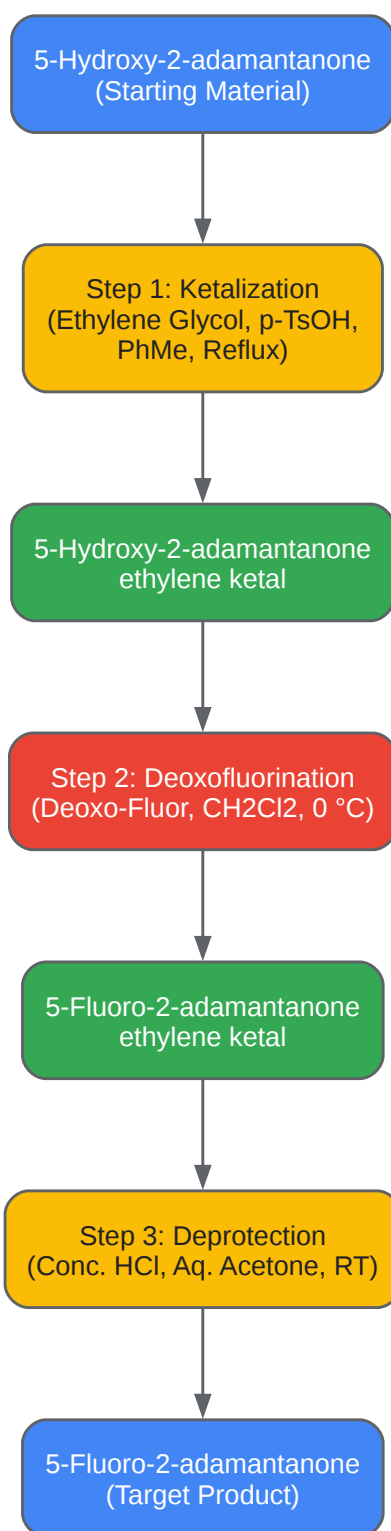 5-Hydroxy-2-adamantanone
(Starting Material)
Step 1: Ketalization
(Ethylene Glycol, p-TsOH,
PhMe, Reflux)
5-Hydroxy-2-adamantanone
ethylene ketal
Step 2: Deoxofluorination
(Deoxo-Fluor, CH2Cl2, 0 °C)
5-Fluoro-2-adamantanone
ethylene ketal
Step 3: Deprotection
(Conc. HCl, Aq. Acetone, RT)
5-Fluoro-2-adamantanone
(Target Product)